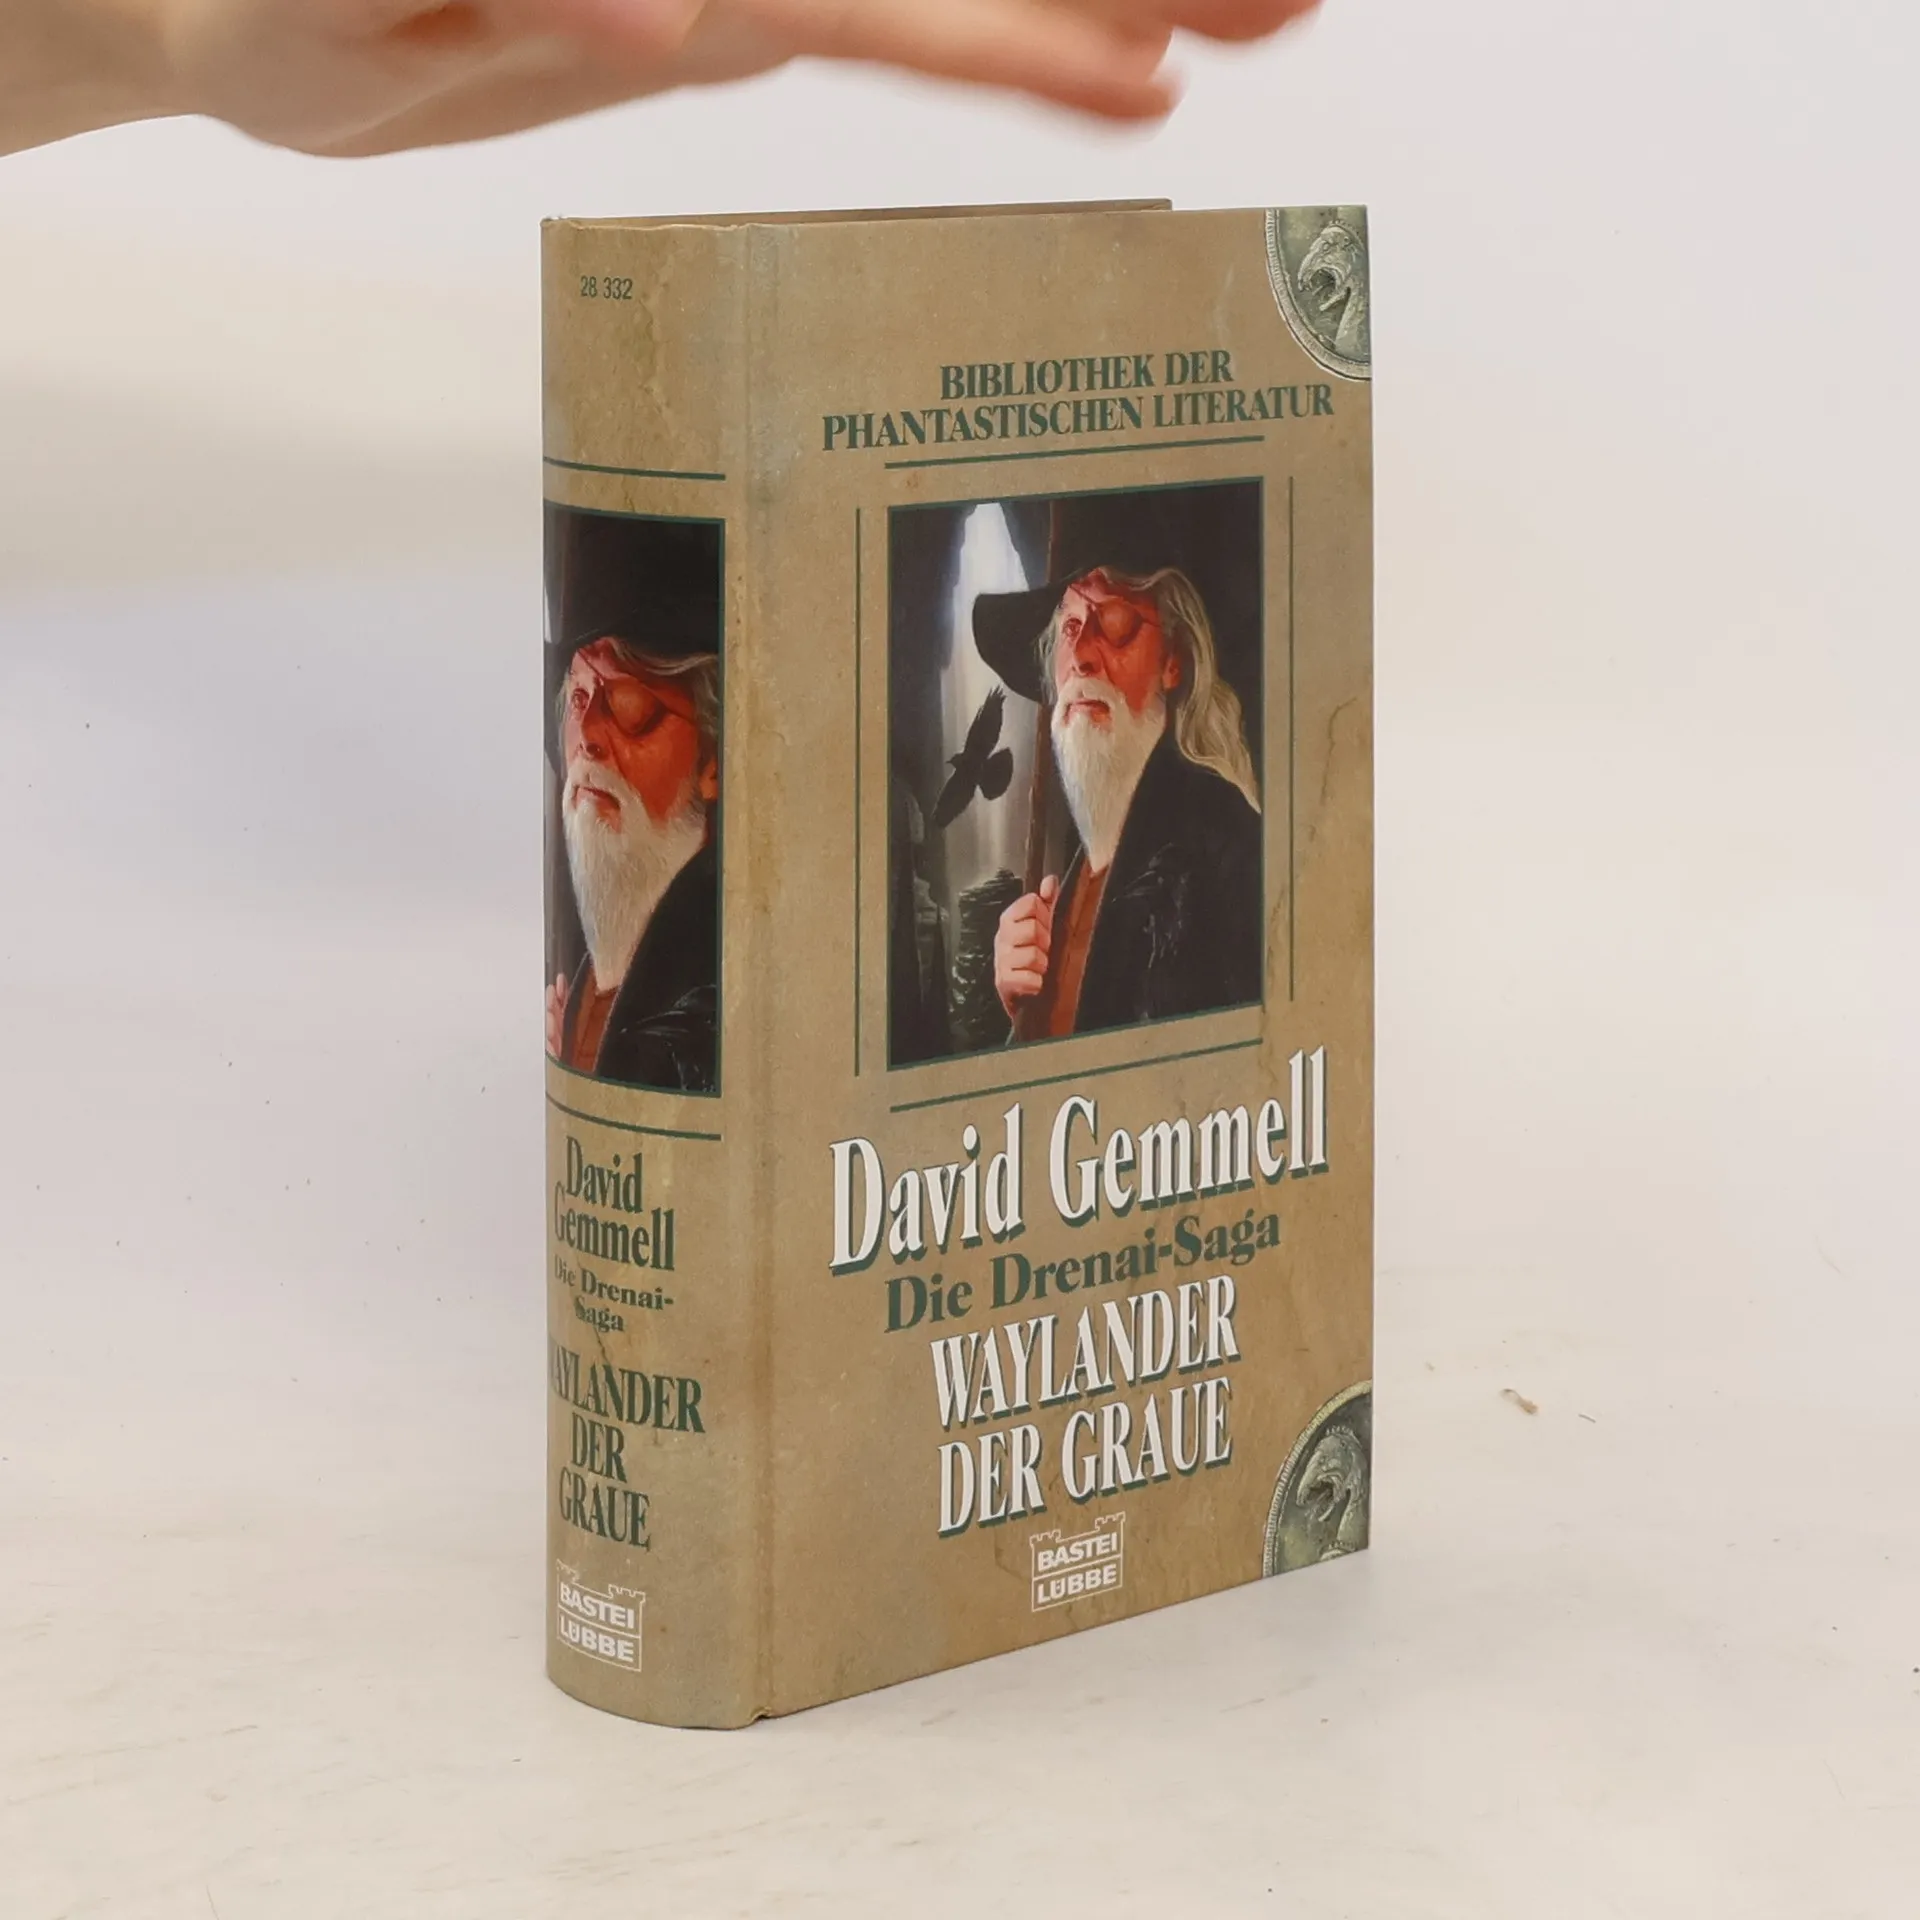 28 332
David
Gemmell
Die Drenai-
Saga
WAYLANDER
DER
GRAUE
BASTEI
LÜBBE
BIBLIOTHEK DER
PHANTASTISCHEN LITERATUR
David Gemmell
Die Drenai-Saga
WAYLANDER
DER GRAUE
BASTEI
LÜBBE